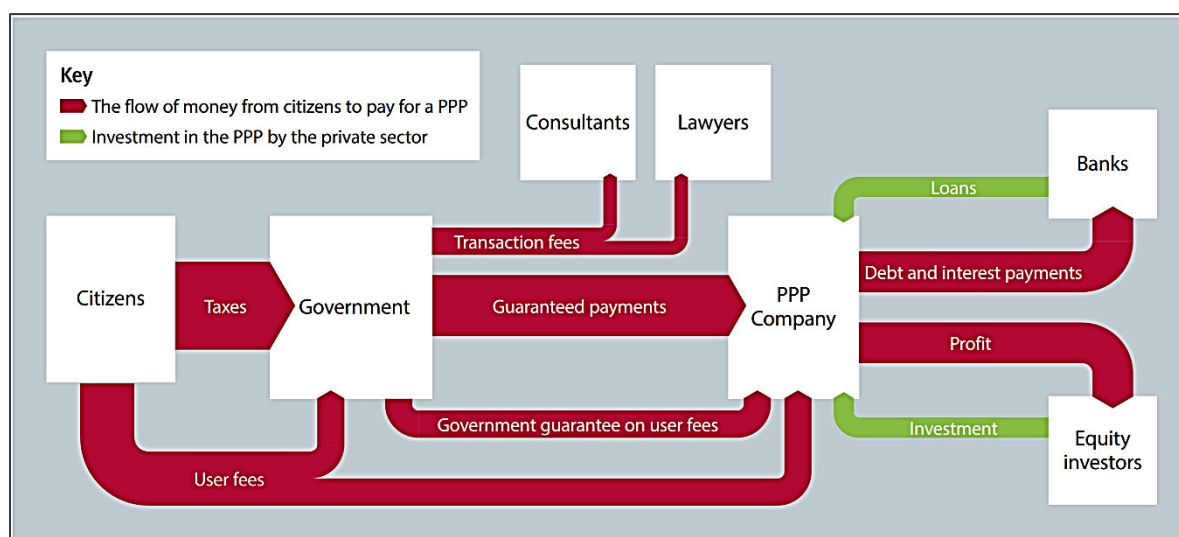 Key
The flow of money from citizens to pay for a PPP
Investment in the PPP by the private sector
Consultants
Lawyers
Banks
Loans
Transaction fees
Citizens
Taxes
Government
Guaranteed payments
PPP
Company
Debt and interest payments
Profit
Government guarantee on user fees
Investment
Equity
investors
User fees